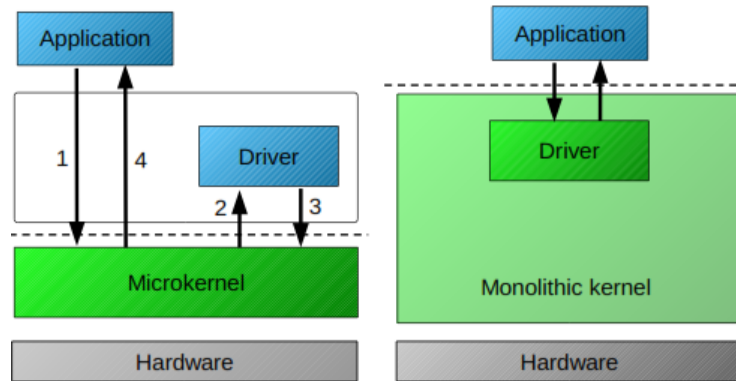 Application
1
4
Driver
2
3
Microkernel
Hardware
Application
Driver
Monolithic kernel
Hardware